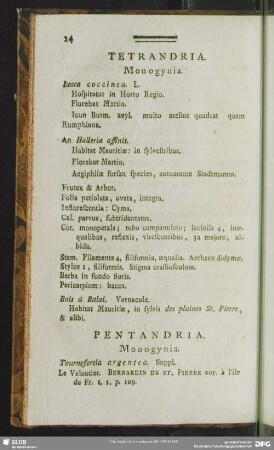 24
TETRANDRIA.
Monogynia.
Ixora coccinea. L.
Hoſpitatus in Horto Regio.
Florebat Martio.
Icon Burm. zeyl. multo melius quadrat quam
Rumphiana.
An Halleriæ affinis.
Habitat Mauritiæ: in ſylveſtribus.
Florebat Martio.
Aegiphilæ forſan ſpecies, autumante Stadtmanno.
Frutex & Arbor.
Folia petiolata, ovata, integra.
Infloreſcentia: Cyma.
Cal. parvus, ſubtridentatus.
Cor. monopetala; tubo campanulato; laciniis 4, inæ-
qualibus, reflexis, vireſcentibus, 3a majore, al-
bida.
Stam. Filamenta 4, filiformia, æqualia. Antheræ didymæ.
Stylus 1, filiformis. Stigma craſſiuſculum.
Barba in fundo floris.
Pericarpium: bacca.
Bois à Balai. Vernacule.
Habitat Mauritiæ, in ſylvis des plaines St. Pierre,
& alibi.
PENTANDRIA.
Monogynia.
Tournefortia argentea. Suppl.
Le Veloutier. BERNARDIN DE ST. PIERRE voy. à l'iſle
de Fr. t. 1. p. 109.
SLUB